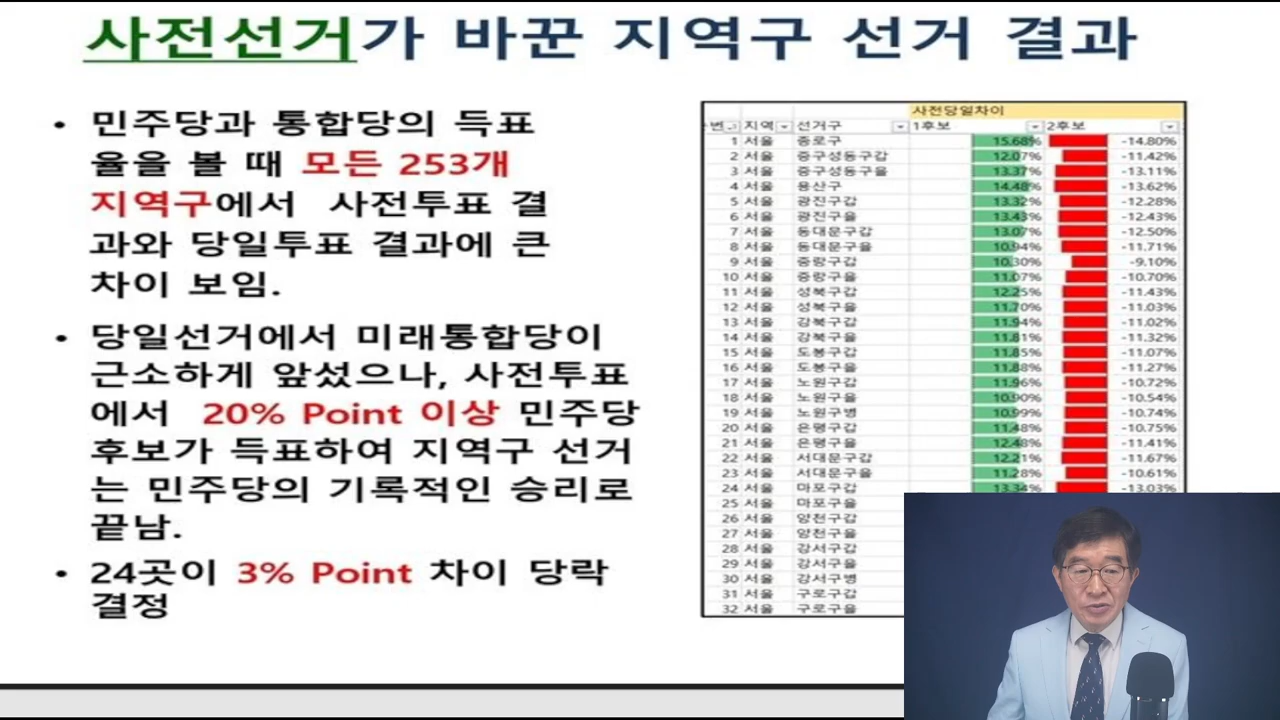 사전선거가 바꾼 지역구 선거 결과
• 민주당과 통합당의 득표
율을 볼 때 모든 253개
지역구에서 사전투표 결
과와 당일투표 결과에 큰
차이 보임.
• 당일선거에서 미래통합당이
근소하게 앞섰으나, 사전투표
에서 20% Point 이상 민주당
후보가 득표하여 지역구 선거
는 민주당의 기록적인 승리로
끝남.
• 24곳이 3% Point 차이 당락
결정
사전당일차이
번 지역 선거구 1후보 2후보
1 서울 종로구 15.68% -14.80%
2 서울 중구성동구갑 12.07% -11.42%
3 서울 중구성동구을 13.37% -13.11%
4 서울 용산구 14.48% -13.62%
5 서울 광진구갑 13.32% -12.28%
6 서울 광진구을 13.43% -12.43%
7 서울 동대문구갑 13.07% -12.50%
8 서울 동대문구을 10.94% -11.71%
9 서울 중랑구갑 10.30% -9.10%
10 서울 중랑구을 11.07% -10.70%
11 서울 성북구갑 12.25% -11.43%
12 서울 성북구을 11.70% -11.03%
13 서울 강북구갑 11.94% -11.02%
14 서울 강북구을 11.81% -11.32%
15 서울 도봉구갑 11.85% -11.07%
16 서울 도봉구을 11.88% -11.27%
17 서울 노원구갑 11.96% -10.72%
18 서울 노원구을 10.90% -10.54%
19 서울 노원구병 10.99% -10.74%
20 서울 은평구갑 11.48% -10.75%
21 서울 은평구을 12.48% -11.41%
22 서울 서대문구갑 12.21% -11.67%
23 서울 서대문구을 11.28% -10.61%
24 서울 마포구갑 13.34% -13.03%
25 서울 마포구을
26 서울 양천구갑
27 서울 양천구을
28 서울 강서구갑
29 서울 강서구을
30 서울 강서구병
31 서울 구로구갑
32 서울 구로구을